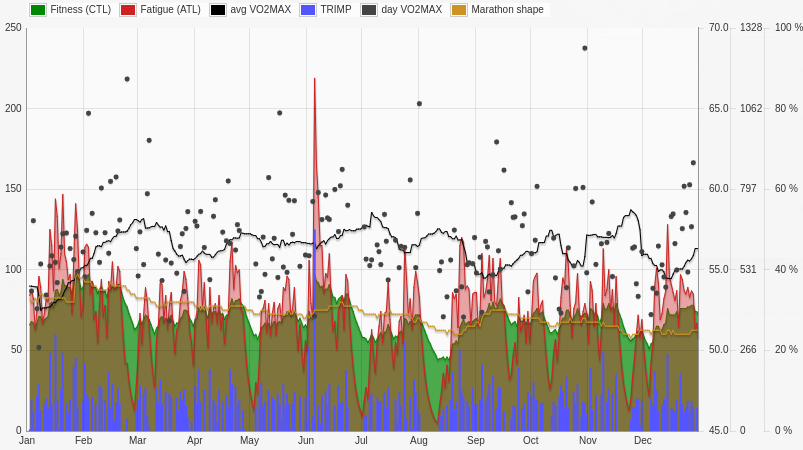 Fitness (CTL) Fatigue (ATL) avg VO2MAX TRIMP day VO2MAX Marathon shape
250 70.0 1328 100 %
200 65.0 1062 80 %
150 60.0 797 60 %
100 55.0 531 40 %
50 50.0 266 20 %
0 45.0 0 0 %
Jan Feb Mar Apr May Jun Jul Aug Sep Oct Nov Dec